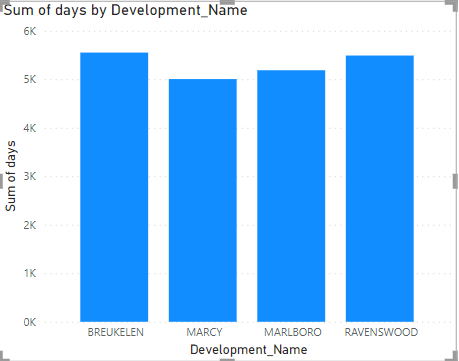 Sum of days by Development_Name
6K
5K
4K
3K
2K
1K
0K
Sum of days
BREUKELEN MARCY MARLBORO RAVENSWOOD
Development_Name